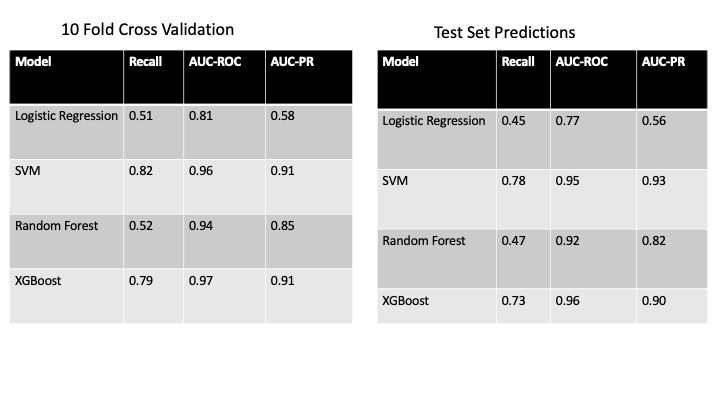 10 Fold Cross Validation
Model Recall AUC-ROC AUC-PR
Logistic Regression 0.51 0.81 0.58
SVM 0.82 0.96 0.91
Random Forest 0.52 0.94 0.85
XGBoost 0.79 0.97 0.91
Test Set Predictions
Model Recall AUC-ROC AUC-PR
Logistic Regression 0.45 0.77 0.56
SVM 0.78 0.95 0.93
Random Forest 0.47 0.92 0.82
XGBoost 0.73 0.96 0.90